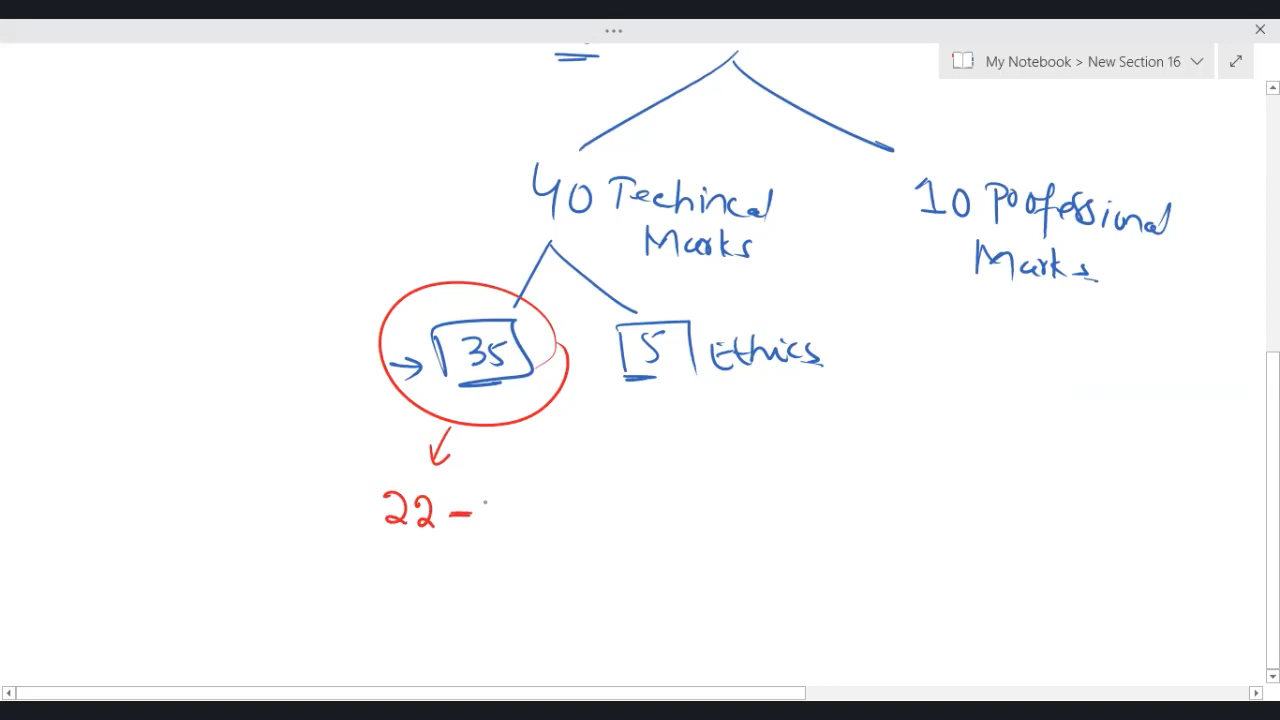 My Notebook > New Section 16
40 Techincal
Marks
10 Professional
Marks
35
5 Ethics
22 -